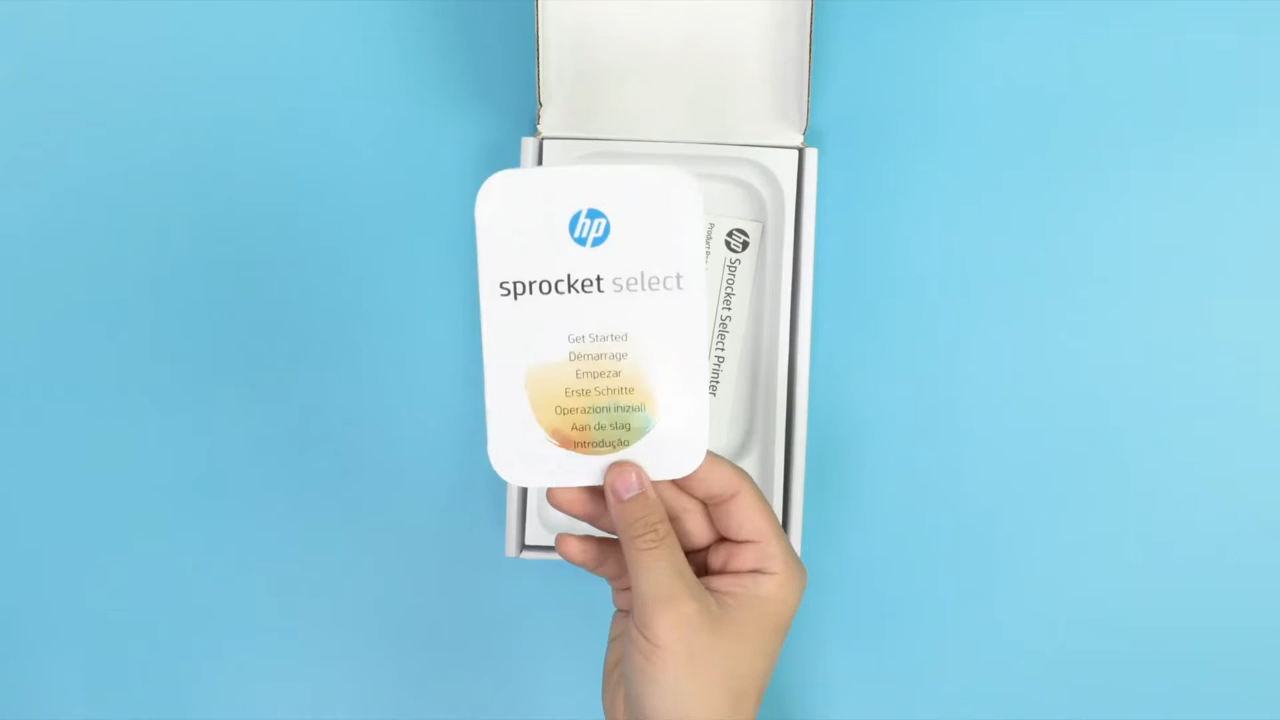 hp
sprocket select
Get Started
Démarrage
Empezar
Erste Schritte
Operazioni iniziali
Aan de slag
Introdução
hp
Sprocket Select Printer
Product